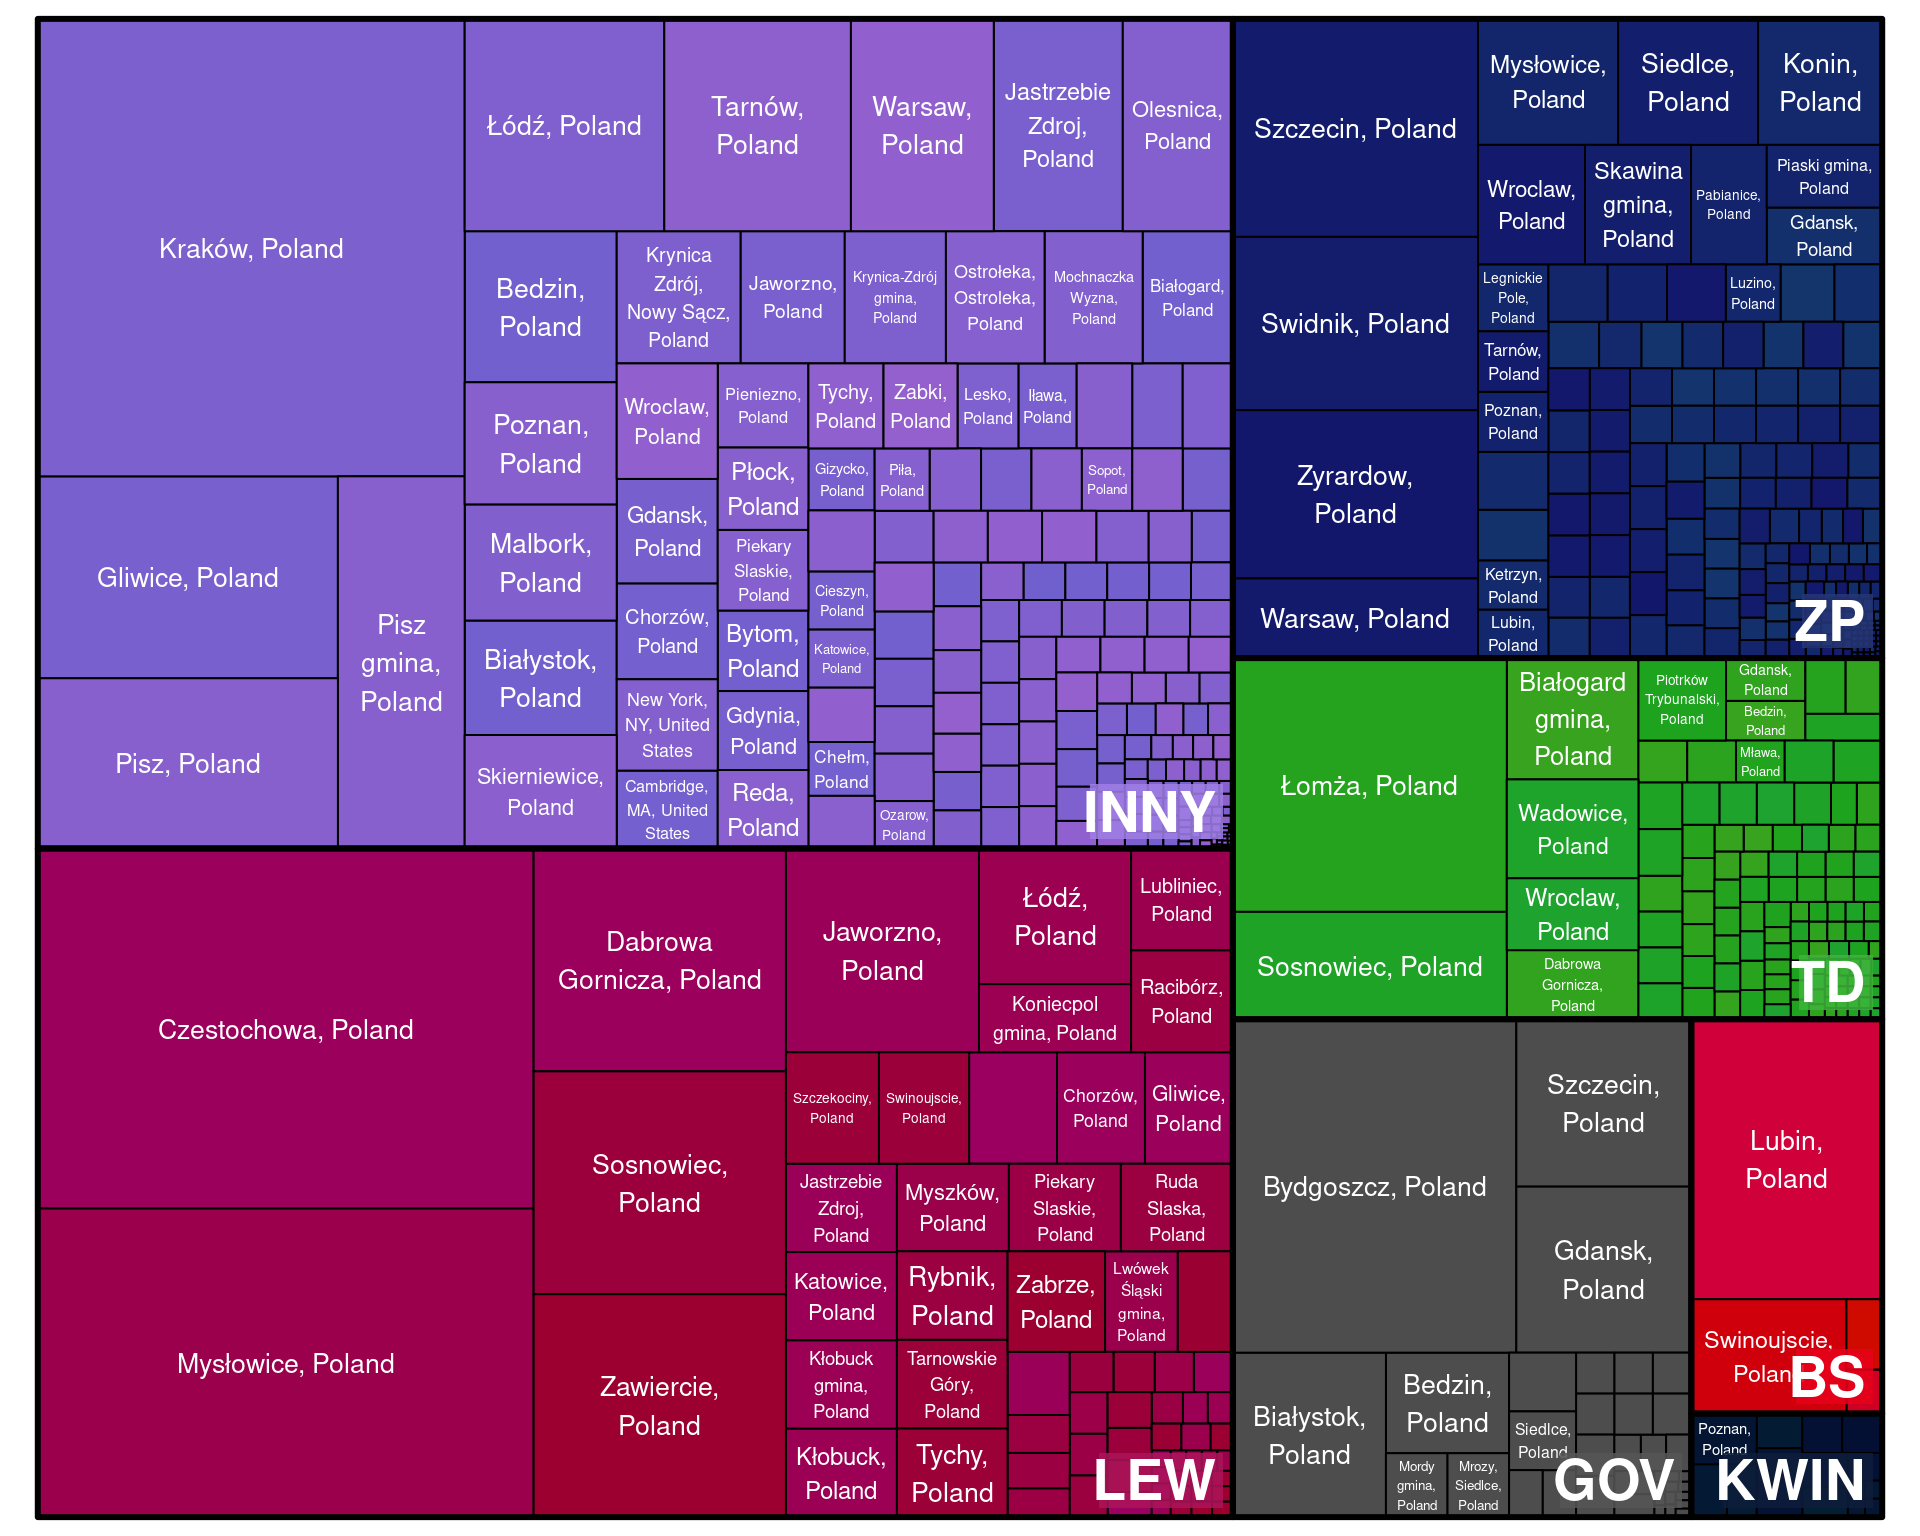 Kraków, Poland
Gliwice, Poland
Pisz, Poland
Pisz
gmina,
Poland
Łódź, Poland
Tarnów,
Poland
Warsaw,
Poland
Jastrzebie
Zdroj,
Poland
Olesnica,
Poland
Bedzin,
Poland
Poznan,
Poland
Malbork,
Poland
Białystok,
Poland
Skierniewice,
Poland
Krynica
Zdrój,
Nowy Sącz,
Poland
Jaworzno,
Poland
Krynica-Zdrój
gmina,
Poland
Ostrołeka,
Ostroleka,
Poland
Mochnaczka
Wyzna,
Poland
Białogard,
Poland
Wroclaw,
Poland
Gdansk,
Poland
Chorzów,
Poland
New York,
NY, United
States
Cambridge,
MA, United
States
Pieniezno,
Poland
Płock,
Poland
Piekary
Slaskie,
Poland
Bytom,
Poland
Gdynia,
Poland
Reda,
Poland
Tychy,
Poland
Zabki,
Poland
Lesko,
Poland
Iława,
Poland
Gizycko,
Poland
Piła,
Poland
Sopot,
Poland
Cieszyn,
Poland
Katowice,
Poland
Chełm,
Poland
Ozarow,
Poland
INNY
Szczecin, Poland
Swidnik, Poland
Zyrardow,
Poland
Warsaw, Poland
Mysłowice,
Poland
Siedlce,
Poland
Konin,
Poland
Wroclaw,
Poland
Skawina
gmina,
Poland
Pabianice,
Poland
Piaski gmina,
Poland
Gdansk,
Poland
Legnickie
Pole,
Poland
Luzino,
Poland
Tarnów,
Poland
Poznan,
Poland
Ketrzyn,
Poland
Lubin,
Poland
ZP
Łomża, Poland
Sosnowiec, Poland
Białogard
gmina,
Poland
Wadowice,
Poland
Wroclaw,
Poland
Dabrowa
Gornicza,
Poland
Piotrków
Trybunalski,
Poland
Gdansk,
Poland
Bedzin,
Poland
Mława,
Poland
TD
Czestochowa, Poland
Mysłowice, Poland
Dabrowa
Gornicza, Poland
Sosnowiec,
Poland
Zawiercie,
Poland
Jaworzno,
Poland
Łódź,
Poland
Koniecpol
gmina, Poland
Lubliniec,
Poland
Racibórz,
Poland
Szczekociny,
Poland
Swinoujscie,
Poland
Chorzów,
Poland
Gliwice,
Poland
Jastrzebie
Zdroj,
Poland
Myszków,
Poland
Piekary
Slaskie,
Poland
Ruda
Slaska,
Poland
Katowice,
Poland
Rybnik,
Poland
Zabrze,
Poland
Lwówek
Śląski
gmina,
Poland
Kłobuck
gmina,
Poland
Tarnowskie
Góry,
Poland
Kłobuck,
Poland
Tychy,
Poland
LEW
Bydgoszcz, Poland
Szczecin,
Poland
Gdansk,
Poland
Białystok,
Poland
Bedzin,
Poland
Mordy
gmina,
Poland
Mrozy,
Siedlce,
Poland
Siedlce,
Poland
GOV
Lubin,
Poland
Swinoujscie,
Poland
BS
Poznan,
Poland
KWIN